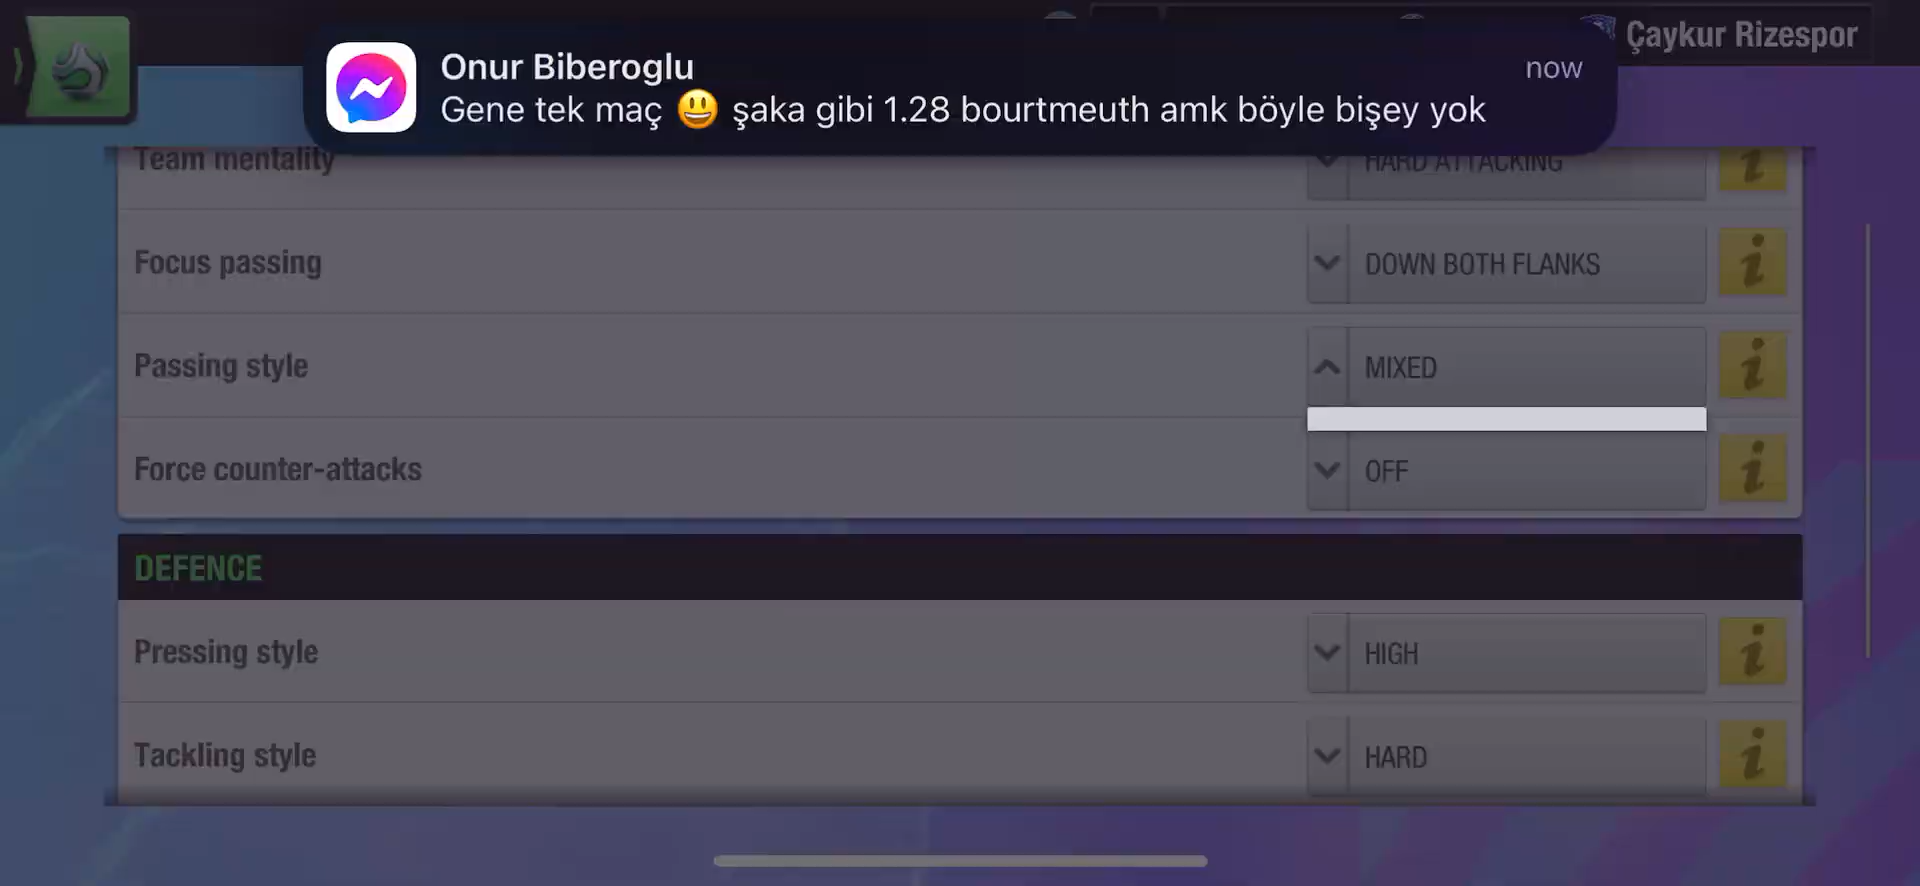 Çaykur Rizespor
Onur Biberoglu
now
Gene tek maç 😃 şaka gibi 1.28 bourtmeuth amk böyle bişey yok
Team mentality
HARD ATTACKING
Focus passing
DOWN BOTH FLANKS
Passing style
MIXED
Force counter-attacks
OFF
DEFENCE
Pressing style
HIGH
Tackling style
HARD